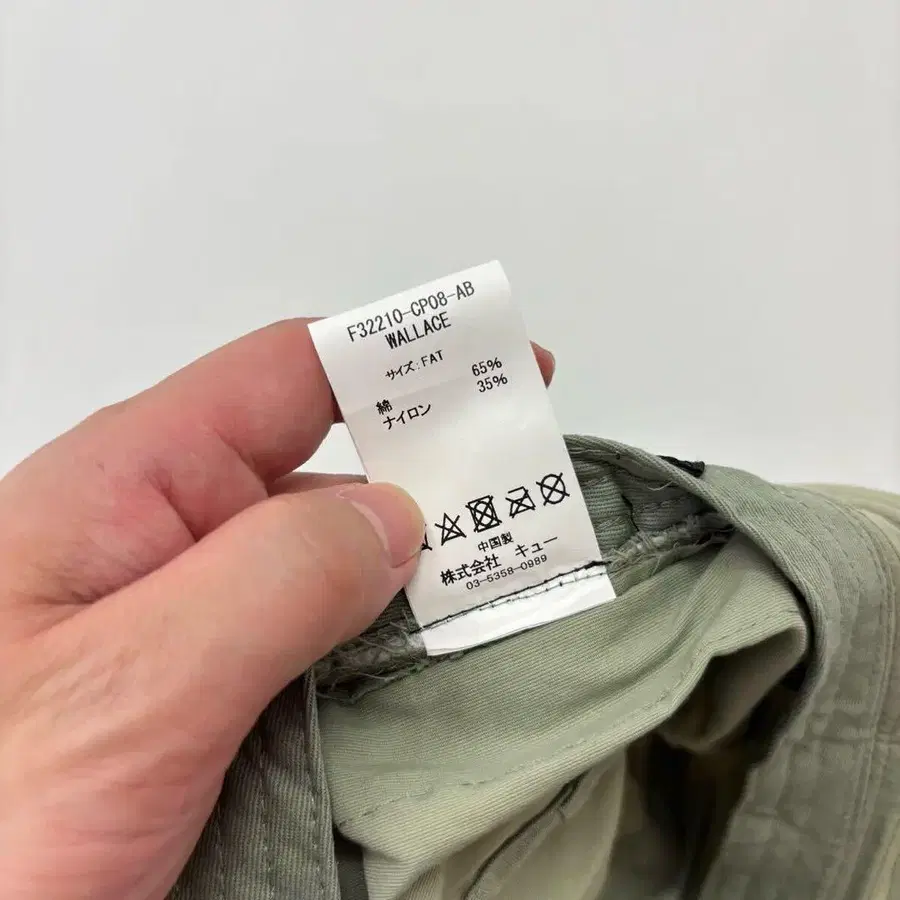 F32210-CP08-AB
WALLACE
サイズ:FAT
綿 65%
ナイロン 35%
中国製
株式会社 キュー
03-5358-0989